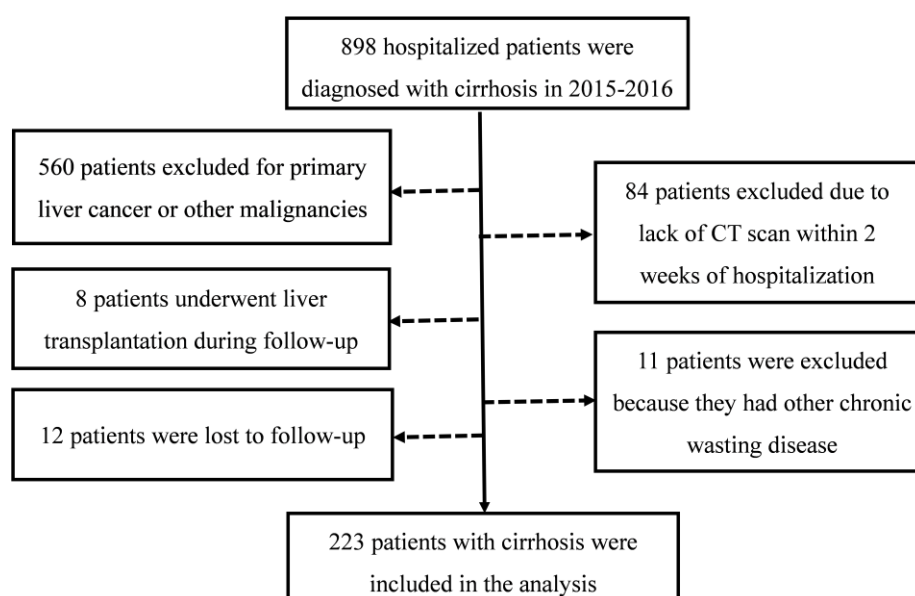 898 hospitalized patients were
diagnosed with cirrhosis in 2015-2016
560 patients excluded for primary
liver cancer or other malignancies
84 patients excluded due to
lack of CT scan within 2
weeks of hospitalization
8 patients underwent liver
transplantation during follow-up
11 patients were excluded
because they had other chronic
wasting disease
12 patients were lost to follow-up
223 patients with cirrhosis were
included in the analysis